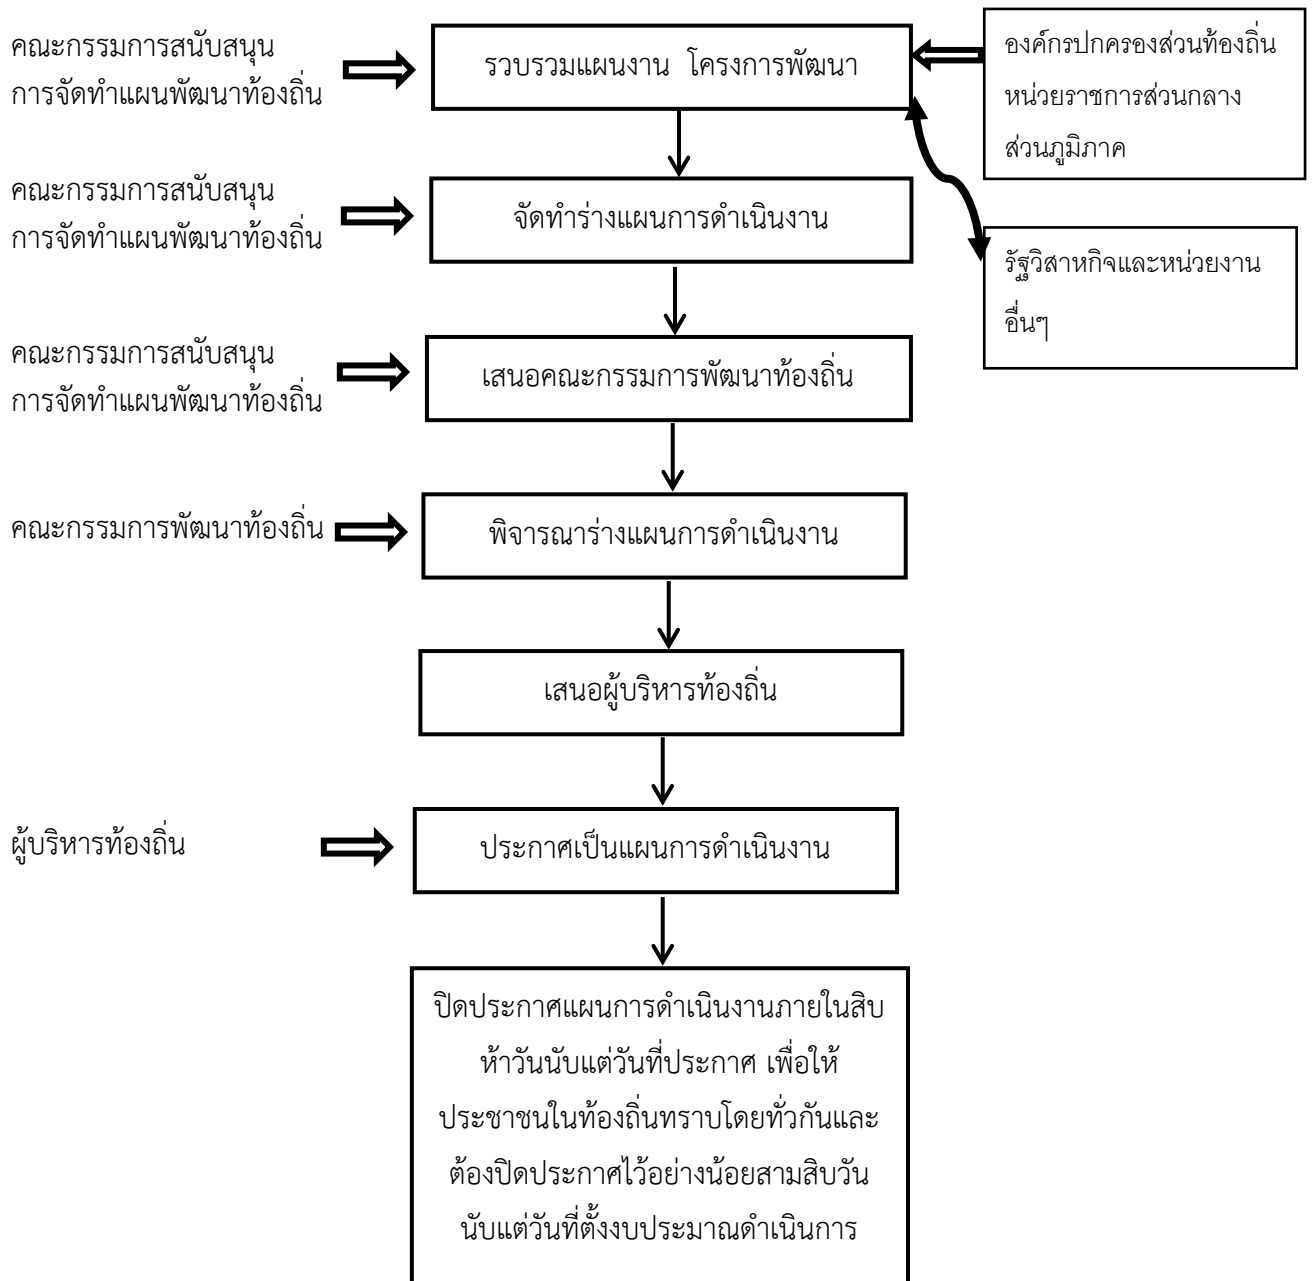 คณะกรรมการสนับสนุน
การจัดทำแผนพัฒนาท้องถิ่น
รวบรวมแผนงาน โครงการพัฒนา
องค์กรปกครองส่วนท้องถิ่น
หน่วยราชการส่วนกลาง
ส่วนภูมิภาค
คณะกรรมการสนับสนุน
การจัดทำแผนพัฒนาท้องถิ่น
จัดทำร่างแผนการดำเนินงาน
รัฐวิสาหกิจและหน่วยงาน
อื่นๆ
คณะกรรมการสนับสนุน
การจัดทำแผนพัฒนาท้องถิ่น
เสนอคณะกรรมการพัฒนาท้องถิ่น
คณะกรรมการพัฒนาท้องถิ่น
พิจารณาร่างแผนการดำเนินงาน
เสนอผู้บริหารท้องถิ่น
ผู้บริหารท้องถิ่น
ประกาศเป็นแผนการดำเนินงาน
ปิดประกาศแผนการดำเนินงานภายในสิบ
ห้าวันนับแต่วันที่ประกาศ เพื่อให้
ประชาชนในท้องถิ่นทราบโดยทั่วกันและ
ต้องปิดประกาศไว้อย่างน้อยสามสิบวัน
นับแต่วันที่ตั้งงบประมาณดำเนินการ